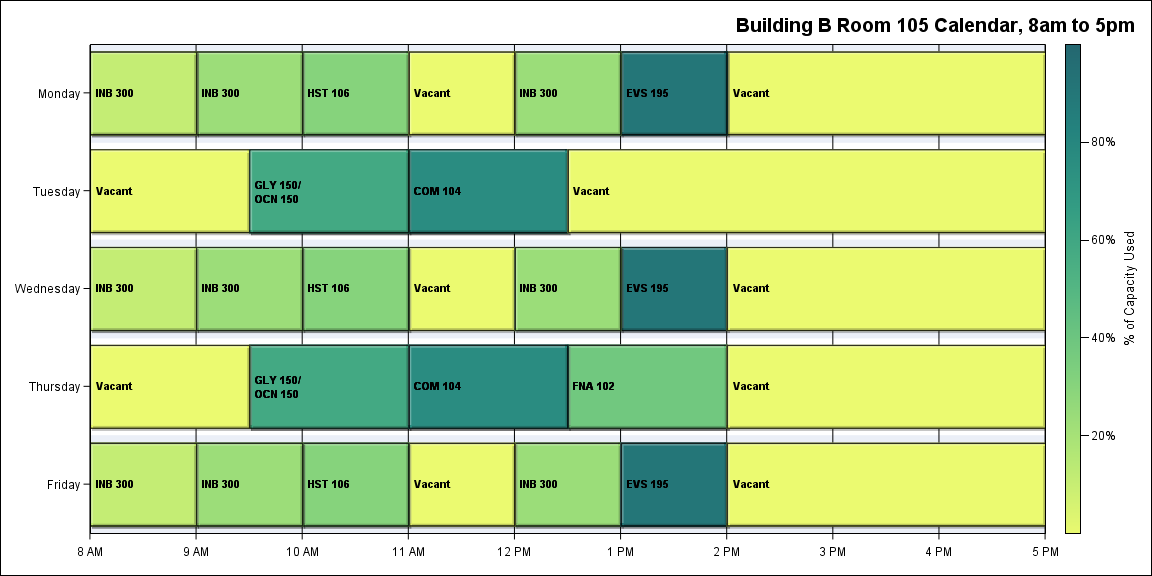 Building B Room 105 Calendar, 8am to 5pm
Monday
INB 300
INB 300
HST 106
Vacant
INB 300
EVS 195
Vacant
Tuesday
Vacant
GLY 150/
OCN 150
COM 104
Vacant
Wednesday
INB 300
INB 300
HST 106
Vacant
INB 300
EVS 195
Vacant
Thursday
Vacant
GLY 150/
OCN 150
COM 104
FNA 102
Vacant
Friday
INB 300
INB 300
HST 106
Vacant
INB 300
EVS 195
Vacant
8 AM
9 AM
10 AM
11 AM
12 PM
1 PM
2 PM
3 PM
4 PM
5 PM
80%
60%
40%
20%
% of Capacity Used